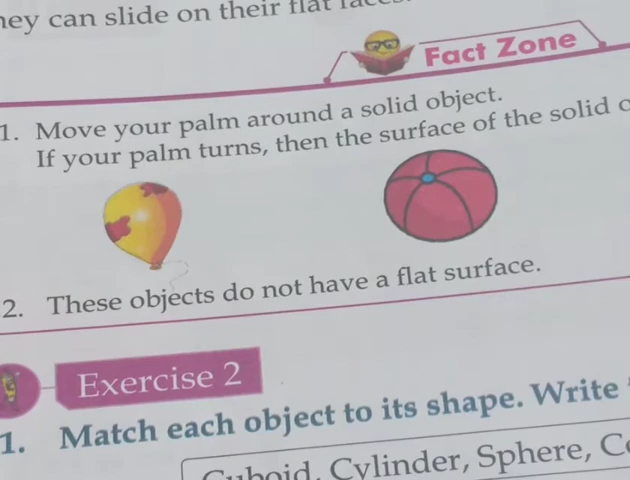 can slide on their flat
Fact Zone
1. Move your palm around a solid object.
If your palm turns, then the surface of the solid
2. These objects do not have a flat surface.
Exercise 2
1. Match each object to its shape. Write
Cuboid, Cylinder, Sphere,